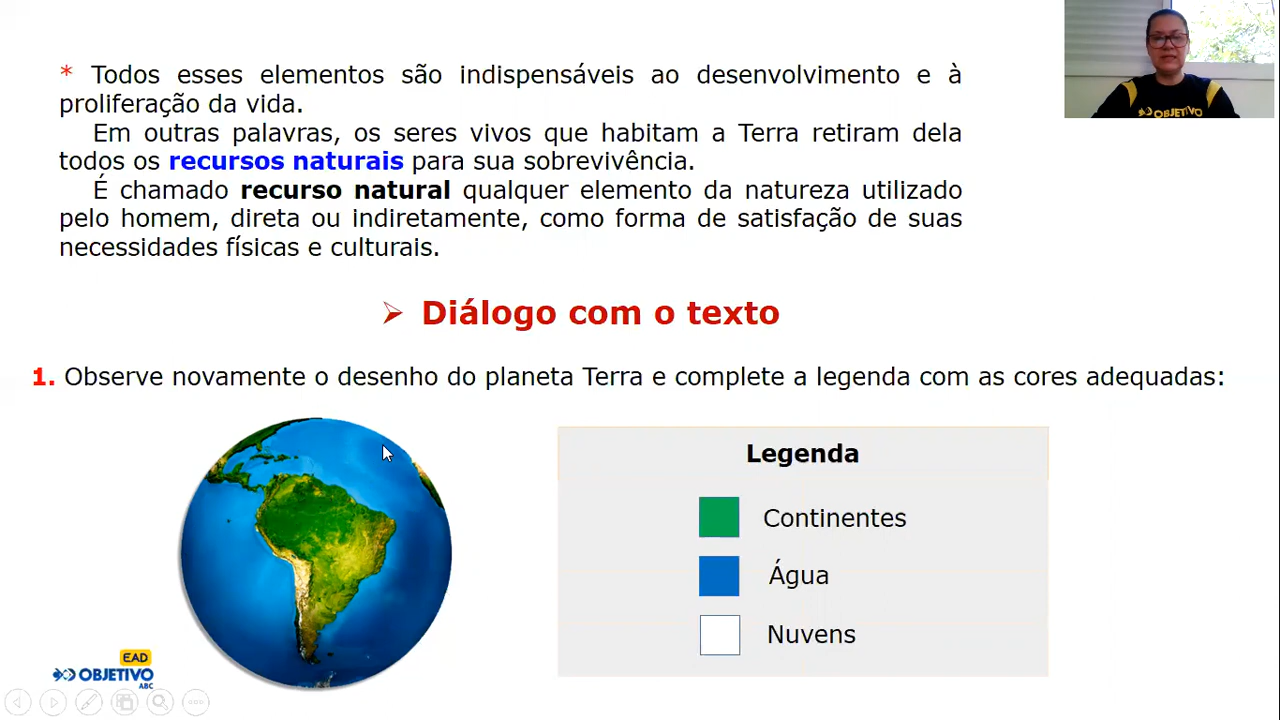 * Todos esses elementos são indispensáveis ao desenvolvimento e à
proliferação da vida.
Em outras palavras, os seres vivos que habitam a Terra retiram dela
todos os recursos naturais para sua sobrevivência.
É chamado recurso natural qualquer elemento da natureza utilizado
pelo homem, direta ou indiretamente, como forma de satisfação de suas
necessidades físicas e culturais.
➢ Diálogo com o texto
1. Observe novamente o desenho do planeta Terra e complete a legenda com as cores adequadas:
Legenda
Continentes
Água
Nuvens
EAD
OBJETIVO
ABC
OBJETIVO